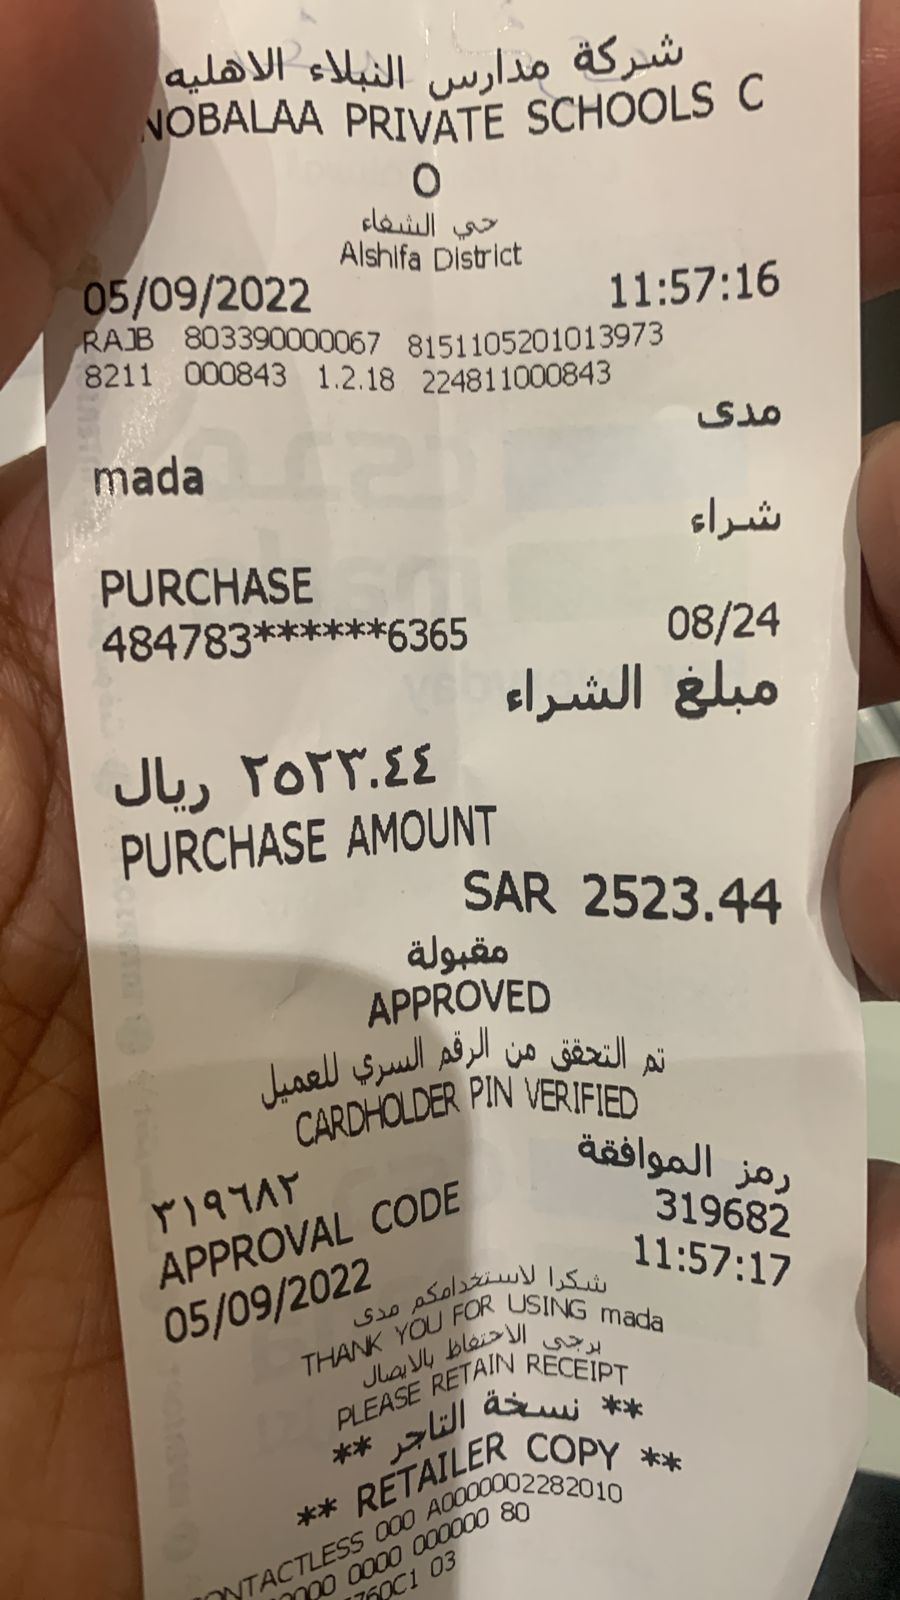 شركة مدارس النبلاء الاهليه
NOBALAA PRIVATE SCHOOLS C
O
حي الشفاء
Alshifa District
05/09/2022 11:57:16
RAJB 803390000067 8151105201013973
8211 000843 1.2.18 224811000843
مدى
mada
شراء
PURCHASE
484783******6365 08/24
مبلغ الشراء
٢٥٢٣.٤٤ ريال
PURCHASE AMOUNT
SAR 2523.44
مقبولة
APPROVED
تم التحقق من الرقم السري للعميل
CARDHOLDER PIN VERIFIED
رمز الموافقة
٣١٩٦٨٢ 319682
APPROVAL CODE
05/09/2022 11:57:17
شكرا لاستخدامكم مدى
THANK YOU FOR USING mada
يرجى الاحتفاظ بالايصال
PLEASE RETAIN RECEIPT
** نسخة التاجر **
** RETAILER COPY **
CONTACTLESS 000 A0000002282010
0000 000000 80
03